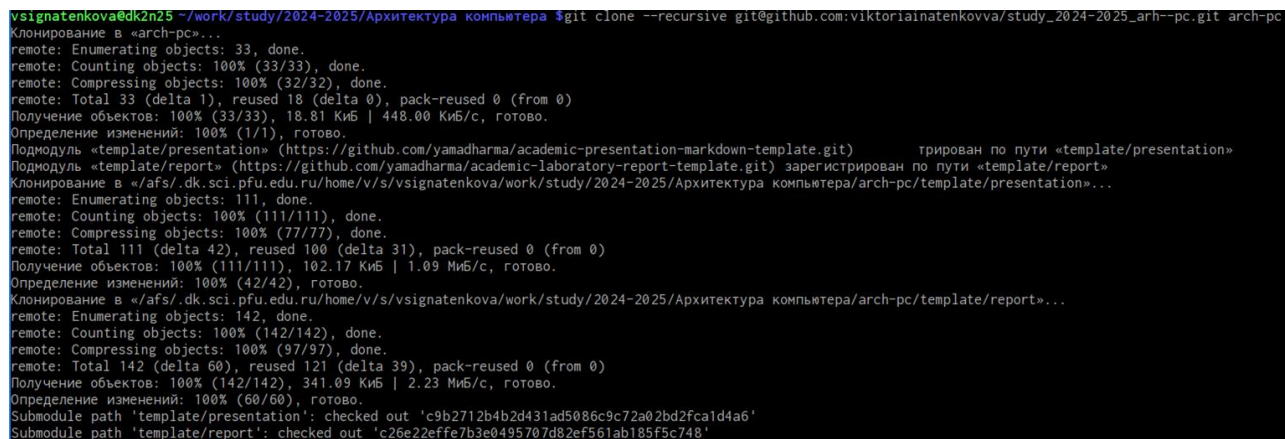 vsignatenkova@dk2n25 ~/work/study/2024-2025/Архитектура компьютера $git clone --recursive git@github.com:viktoriainatenkovva/study_2024-2025_arh--pc.git arch-pc
Клонирование в «arch-pc»...
remote: Enumerating objects: 33, done.
remote: Counting objects: 100% (33/33), done.
remote: Compressing objects: 100% (32/32), done.
remote: Total 33 (delta 1), reused 18 (delta 0), pack-reused 0 (from 0)
Получение объектов: 100% (33/33), 18.81 КиБ | 448.00 КиБ/с, готово.
Определение изменений: 100% (1/1), готово.
Подмодуль «template/presentation» (https://github.com/yamadharma/academic-presentation-markdown-template.git) трирован по пути «template/presentation»
Подмодуль «template/report» (https://github.com/yamadharma/academic-laboratory-report-template.git) зарегистрирован по пути «template/report»
Клонирование в «/afs/.dk.sci.pfu.edu.ru/home/v/s/vsignatenkova/work/study/2024-2025/Архитектура компьютера/arch-pc/template/presentation»...
remote: Enumerating objects: 111, done.
remote: Counting objects: 100% (111/111), done.
remote: Compressing objects: 100% (77/77), done.
remote: Total 111 (delta 42), reused 100 (delta 31), pack-reused 0 (from 0)
Получение объектов: 100% (111/111), 102.17 КиБ | 1.09 МиБ/с, готово.
Определение изменений: 100% (42/42), готово.
Клонирование в «/afs/.dk.sci.pfu.edu.ru/home/v/s/vsignatenkova/work/study/2024-2025/Архитектура компьютера/arch-pc/template/report»...
remote: Enumerating objects: 142, done.
remote: Counting objects: 100% (142/142), done.
remote: Compressing objects: 100% (97/97), done.
remote: Total 142 (delta 60), reused 121 (delta 39), pack-reused 0 (from 0)
Получение объектов: 100% (142/142), 341.09 КиБ | 2.23 МиБ/с, готово.
Определение изменений: 100% (60/60), готово.
Submodule path 'template/presentation': checked out 'c9b2712b4b2d431ad5086c9c72a02bd2fca1d4a6'
Submodule path 'template/report': checked out 'c26e22effe7b3e0495707d82ef561ab185f5c748'